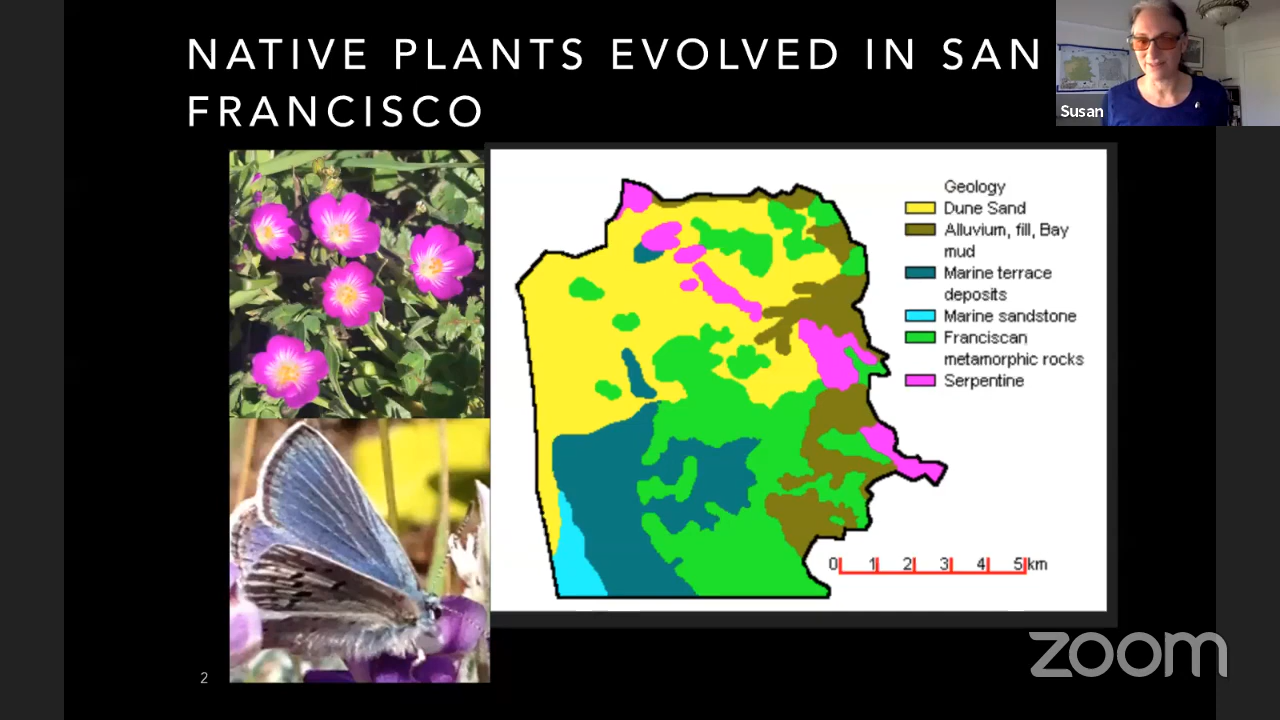 NATIVE PLANTS EVOLVED IN SAN
FRANCISCO
Susan
Geology
Dune Sand
Alluvium, fill, Bay
mud
Marine terrace
deposits
Marine sandstone
Franciscan
metamorphic rocks
Serpentine
0 1 2 3 4 5 km
2
zoom